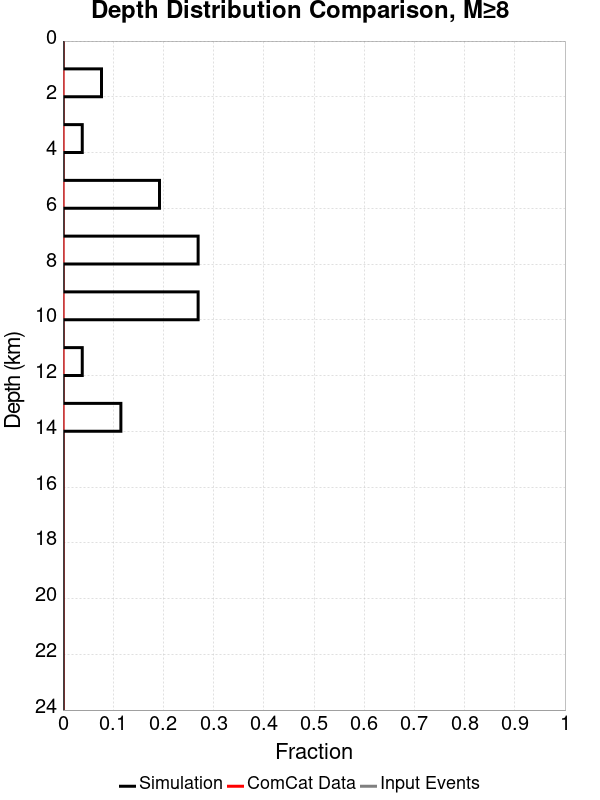 Depth Distribution Comparison, M≥8
0
2
4
6
8
10
12
14
16
18
20
22
24
Depth (km)
0 0.1 0.2 0.3 0.4 0.5 0.6 0.7 0.8 0.9 1
Fraction
Simulation ComCat Data Input Events